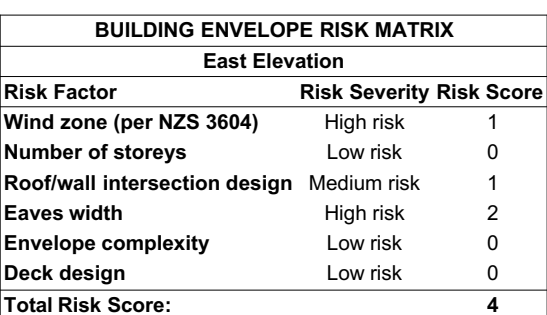 BUILDING ENVELOPE RISK MATRIX
East Elevation
Risk Factor Risk Severity Risk Score
Wind zone (per NZS 3604) High risk 1
Number of storeys Low risk 0
Roof/wall intersection design Medium risk 1
Eaves width High risk 2
Envelope complexity Low risk 0
Deck design Low risk 0
Total Risk Score: 4